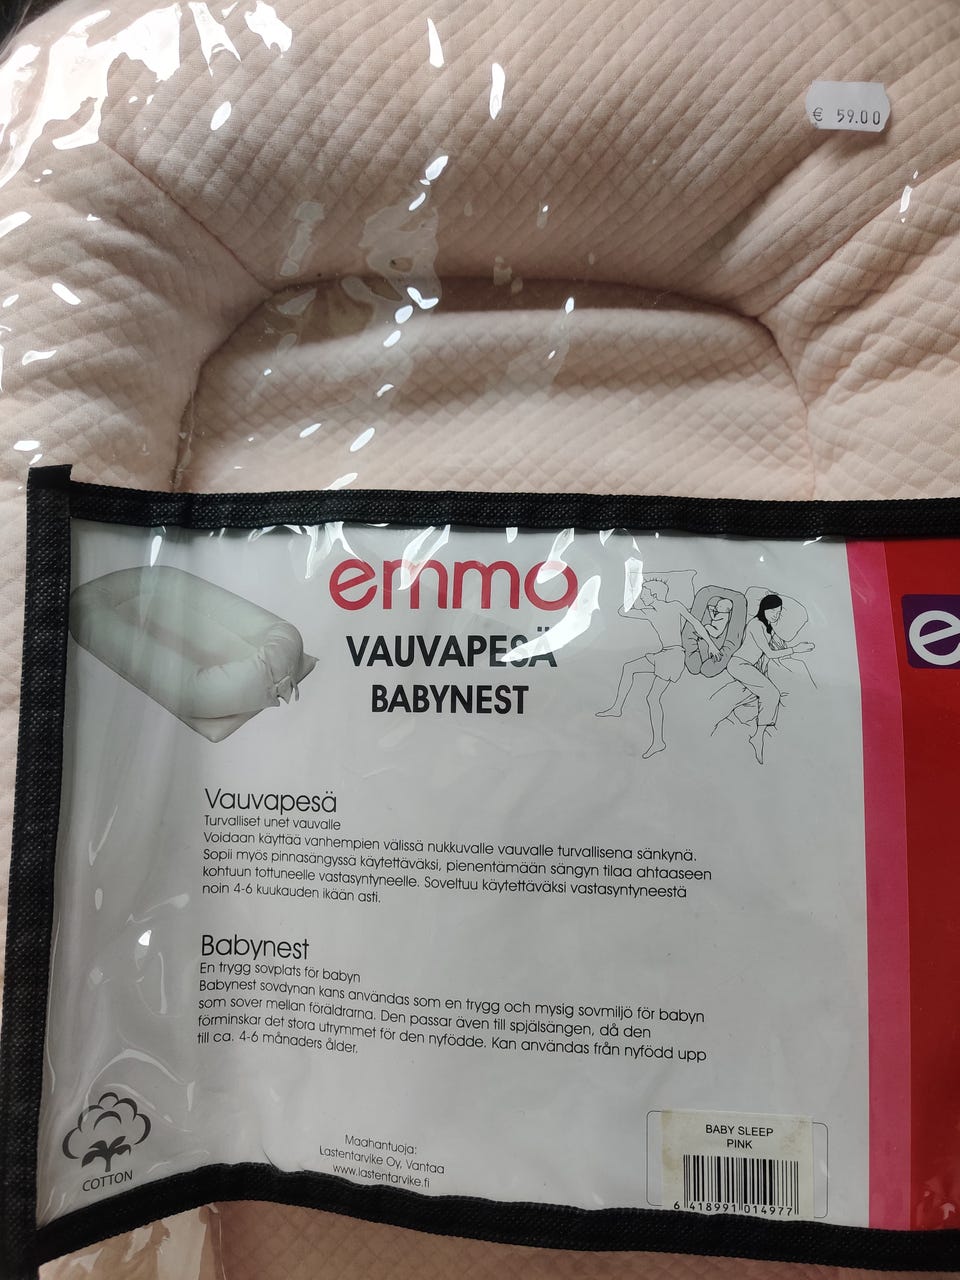 € 59.00
emmo
VAUVAPESÄ
BABYNEST
e
Vauvapesä
Turvalliset unet vauvalle
Voidaan käyttää vanhempien välissä nukkuvalle vauvalle turvallisena sänkynä.
Sopii myös pinnasängyssä käytettäväksi, pienentämään sängyn tilaa ahtaaseen
kohtuun tottuneelle vastasyntyneelle. Soveltuu käytettäväksi vastasyntyneestä
noin 4-6 kuukauden ikään asti.
Babynest
En trygg sovplats för babyn
Babynest sovdynan kans användas som en trygg och mysig sovmiljö för babyn
som sover mellan föräldrarna. Den passar även till spjälsängen, då den
förminskar det stora utrymmet för den nyfödde. Kan användas från nyfödd upp
till ca. 4-6 månaders ålder.
COTTON
Maahantuoja:
Lastentarvike Oy, Vantaa
www.lastentarvike.fi
BABY SLEEP
PINK
6 418991 014977